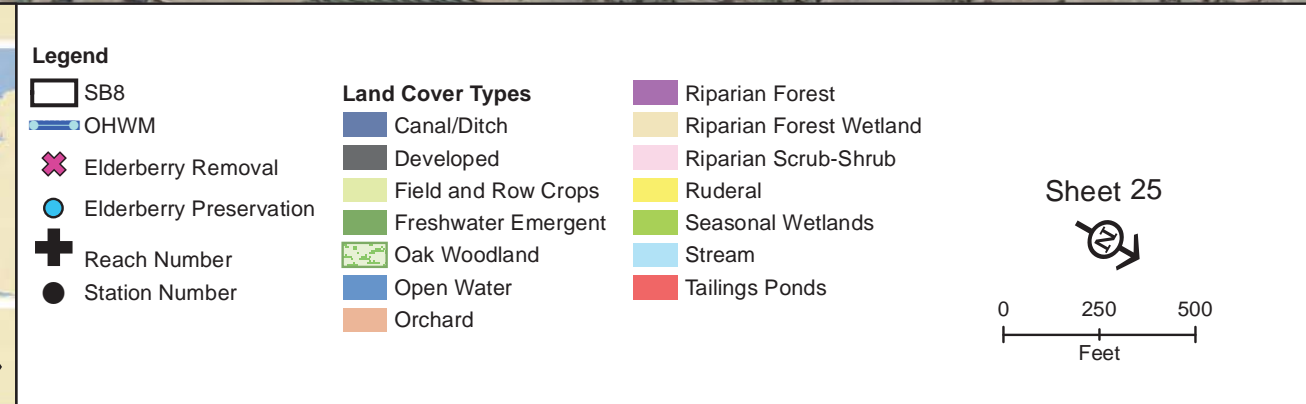 Legend
SB8
OHWM
Elderberry Removal
Elderberry Preservation
Reach Number
Station Number
Land Cover Types
Canal/Ditch
Developed
Field and Row Crops
Freshwater Emergent
Oak Woodland
Open Water
Orchard
Riparian Forest
Riparian Forest Wetland
Riparian Scrub-Shrub
Ruderal
Seasonal Wetlands
Stream
Tailings Ponds
Sheet 25
N
0 250 500
Feet